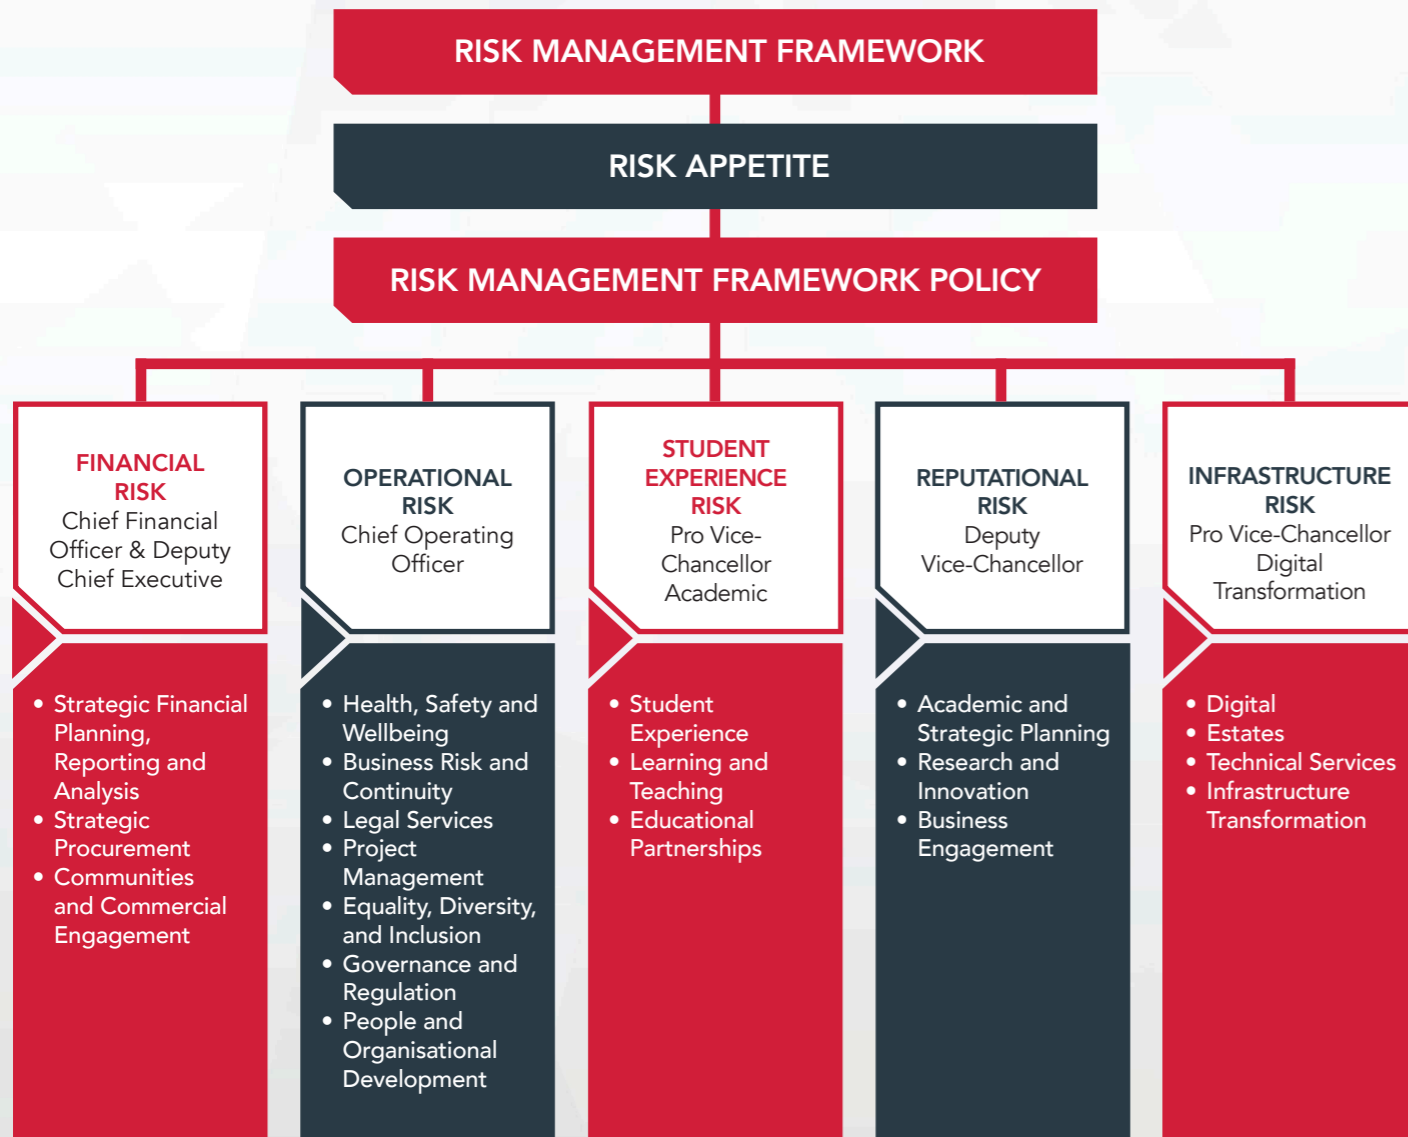 RISK MANAGEMENT FRAMEWORK
RISK APPETITE
RISK MANAGEMENT FRAMEWORK POLICY
FINANCIAL
RISK
Chief Financial
Officer & Deputy
Chief Executive
• Strategic Financial
Planning,
Reporting and
Analysis
• Strategic
Procurement
• Communities
and Commercial
Engagement
OPERATIONAL
RISK
Chief Operating
Officer
• Health, Safety and
Wellbeing
• Business Risk and
Continuity
• Legal Services
• Project
Management
• Equality, Diversity,
and Inclusion
• Governance and
Regulation
• People and
Organisational
Development
STUDENT
EXPERIENCE
RISK
Pro Vice-
Chancellor
Academic
• Student
Experience
• Learning and
Teaching
• Educational
Partnerships
REPUTATIONAL
RISK
Deputy
Vice-Chancellor
• Academic and
Strategic Planning
• Research and
Innovation
• Business
Engagement
INFRASTRUCTURE
RISK
Pro Vice-Chancellor
Digital
Transformation
• Digital
• Estates
• Technical Services
• Infrastructure
Transformation